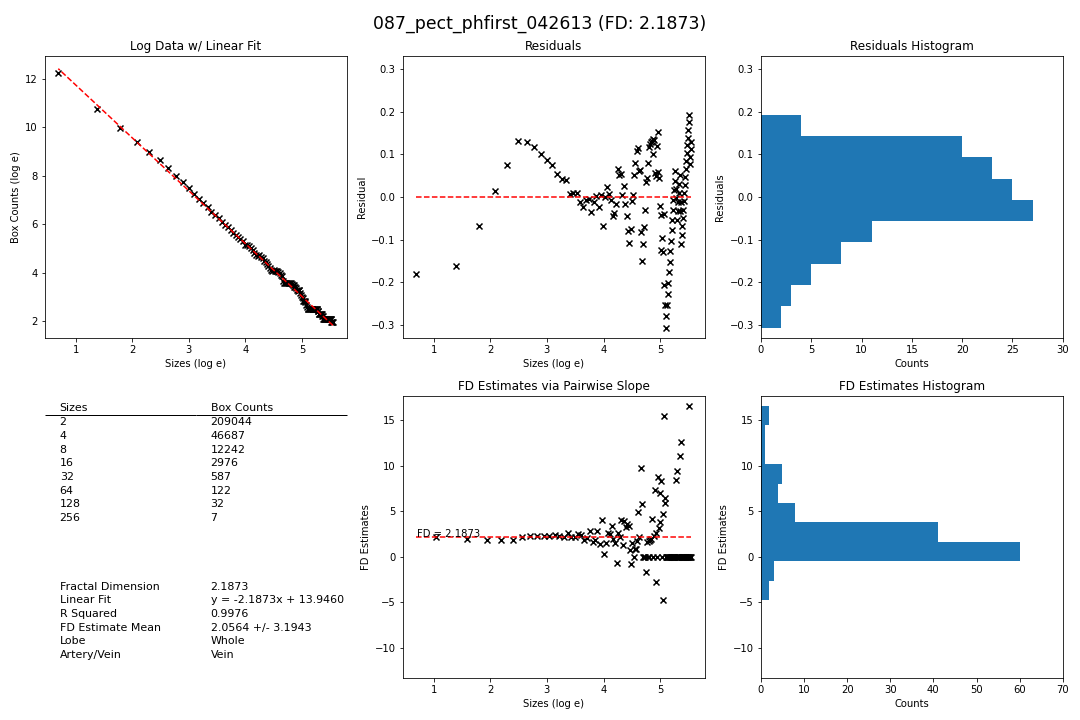 087_pect_phfirst_042613 (FD: 2.1873)
Log Data w/ Linear Fit
Box Counts (log e)
12
10
8
6
4
2
1 2 3 4 5
Sizes (log e)
Residuals
Residual
0.3
0.2
0.1
0.0
−0.1
−0.2
−0.3
1 2 3 4 5
Sizes (log e)
Residuals Histogram
Residuals
0.3
0.2
0.1
0.0
−0.1
−0.2
−0.3
0 5 10 15 20 25 30
Counts
Sizes Box Counts
2 209044
4 46687
8 12242
16 2976
32 587
64 122
128 32
256 7
Fractal Dimension 2.1873
Linear Fit y = -2.1873x + 13.9460
R Squared 0.9976
FD Estimate Mean 2.0564 +/- 3.1943
Lobe Whole
Artery/Vein Vein
FD Estimates via Pairwise Slope
FD Estimates
15
10
5
0
−5
−10
FD = 2.1873
1 2 3 4 5
Sizes (log e)
FD Estimates Histogram
FD Estimates
15
10
5
0
−5
−10
0 10 20 30 40 50 60 70
Counts